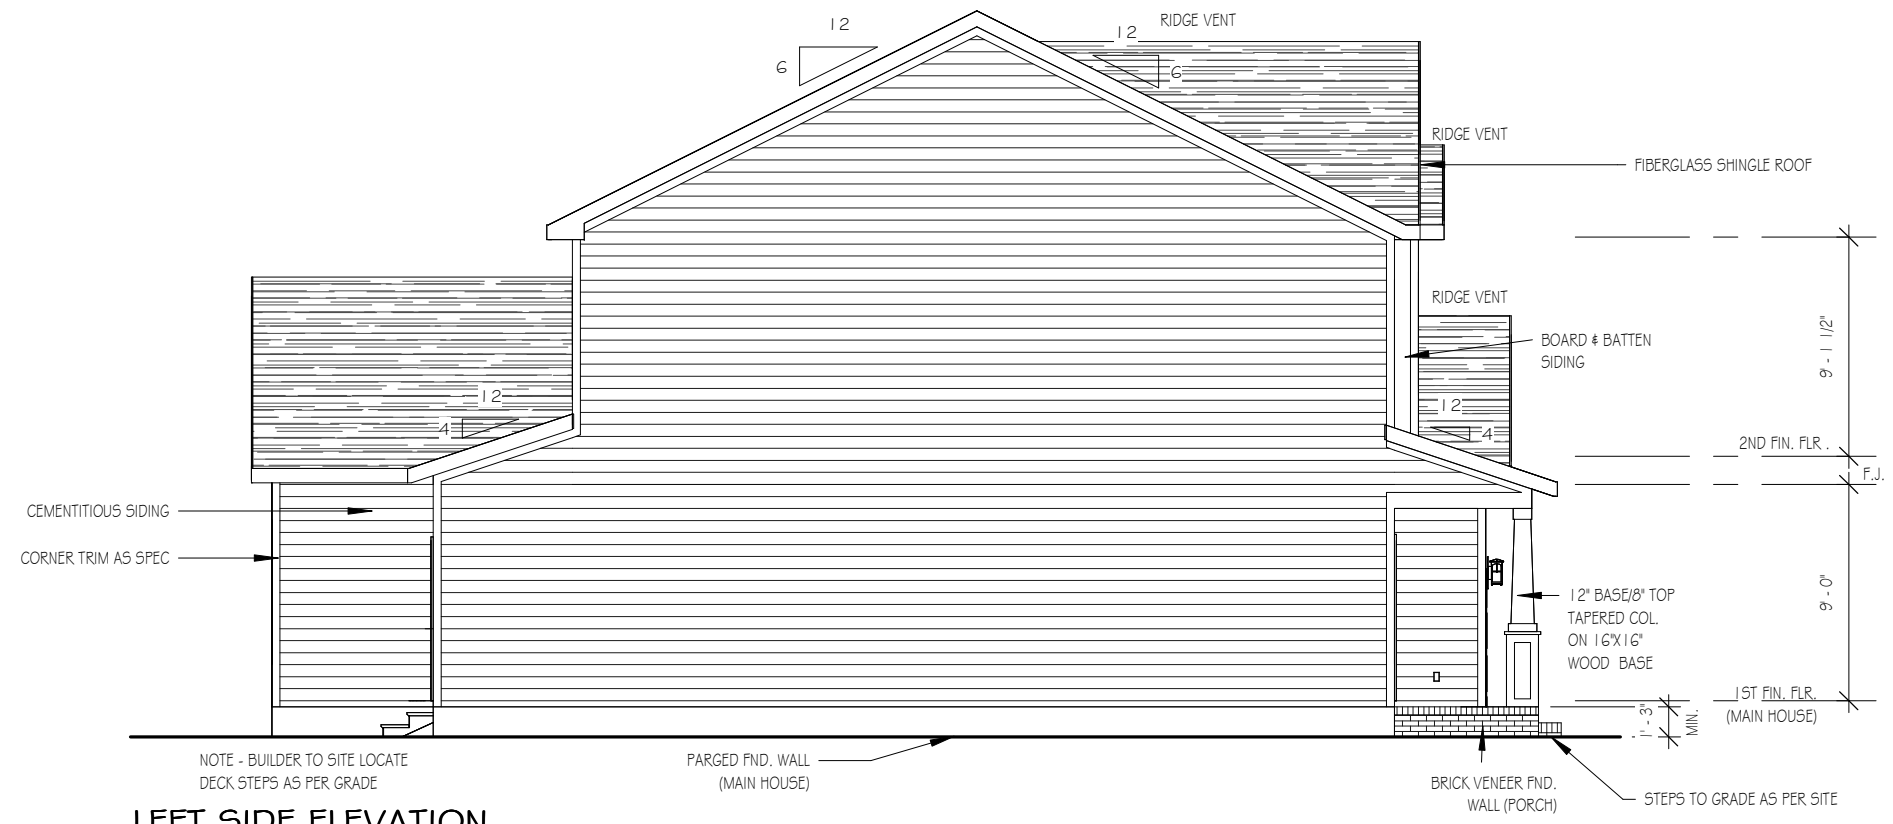 12
6
RIDGE VENT
12
6
RIDGE VENT
FIBERGLASS SHINGLE ROOF
RIDGE VENT
BOARD & BATTEN
SIDING
9' - 1 1/2"
12
4
12
4
2ND FIN. FLR .
F.J.
CEMENTITIOUS SIDING
CORNER TRIM AS SPEC
12" BASE/8" TOP
TAPERED COL.
ON 16"X16"
WOOD BASE
9' - 0"
1ST FIN. FLR.
(MAIN HOUSE)
1' - 3"
MIN.
NOTE - BUILDER TO SITE LOCATE
DECK STEPS AS PER GRADE
PARGED FND. WALL
(MAIN HOUSE)
BRICK VENEER FND.
WALL (PORCH)
STEPS TO GRADE AS PER SITE
LEFT SIDE ELEVATION